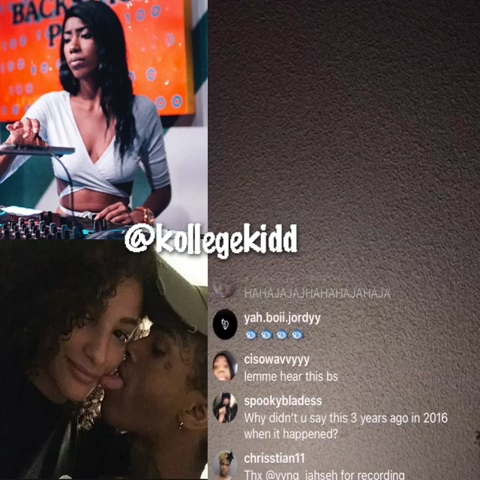 BACKS
P
@kollegekidd
HAHAJAJAJHAHAHAJAHAJA
yah.boii.jordyy
cisowavvyyy
lemme hear this bs
spookybladess
Why didn't u say this 3 years ago in 2016
when it happened?
chrisstian11
Thx @yvng_jahseh for recording